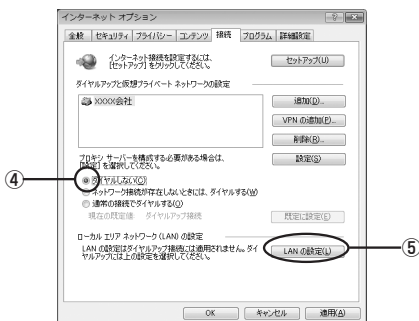 インターネット オプション
全般 セキュリティ プライバシー コンテンツ 接続 プログラム 詳細設定
インターネット接続を設定するには、
[セットアップ] をクリックしてください。
セットアップ(U)
ダイヤルアップと仮想プライベート ネットワークの設定
XXXX会社
追加(D)...
VPN の追加(P)...
削除(R)...
プロキシ サーバーを構成する必要がある場合は、
[設定] を選択してください。
設定(S)
④
ダイヤルしない(C)
ネットワーク接続が存在しないときには、ダイヤルする(W)
通常の接続でダイヤルする(O)
現在の既定値 ダイヤルアップ接続
既定に設定(E)
ローカル エリア ネットワーク (LAN) の設定
LAN の設定はダイヤルアップ接続には適用されません。ダイ
ヤルアップには上の設定を選択してください。
LAN の設定(L)
⑤
OK キャンセル 適用(A)